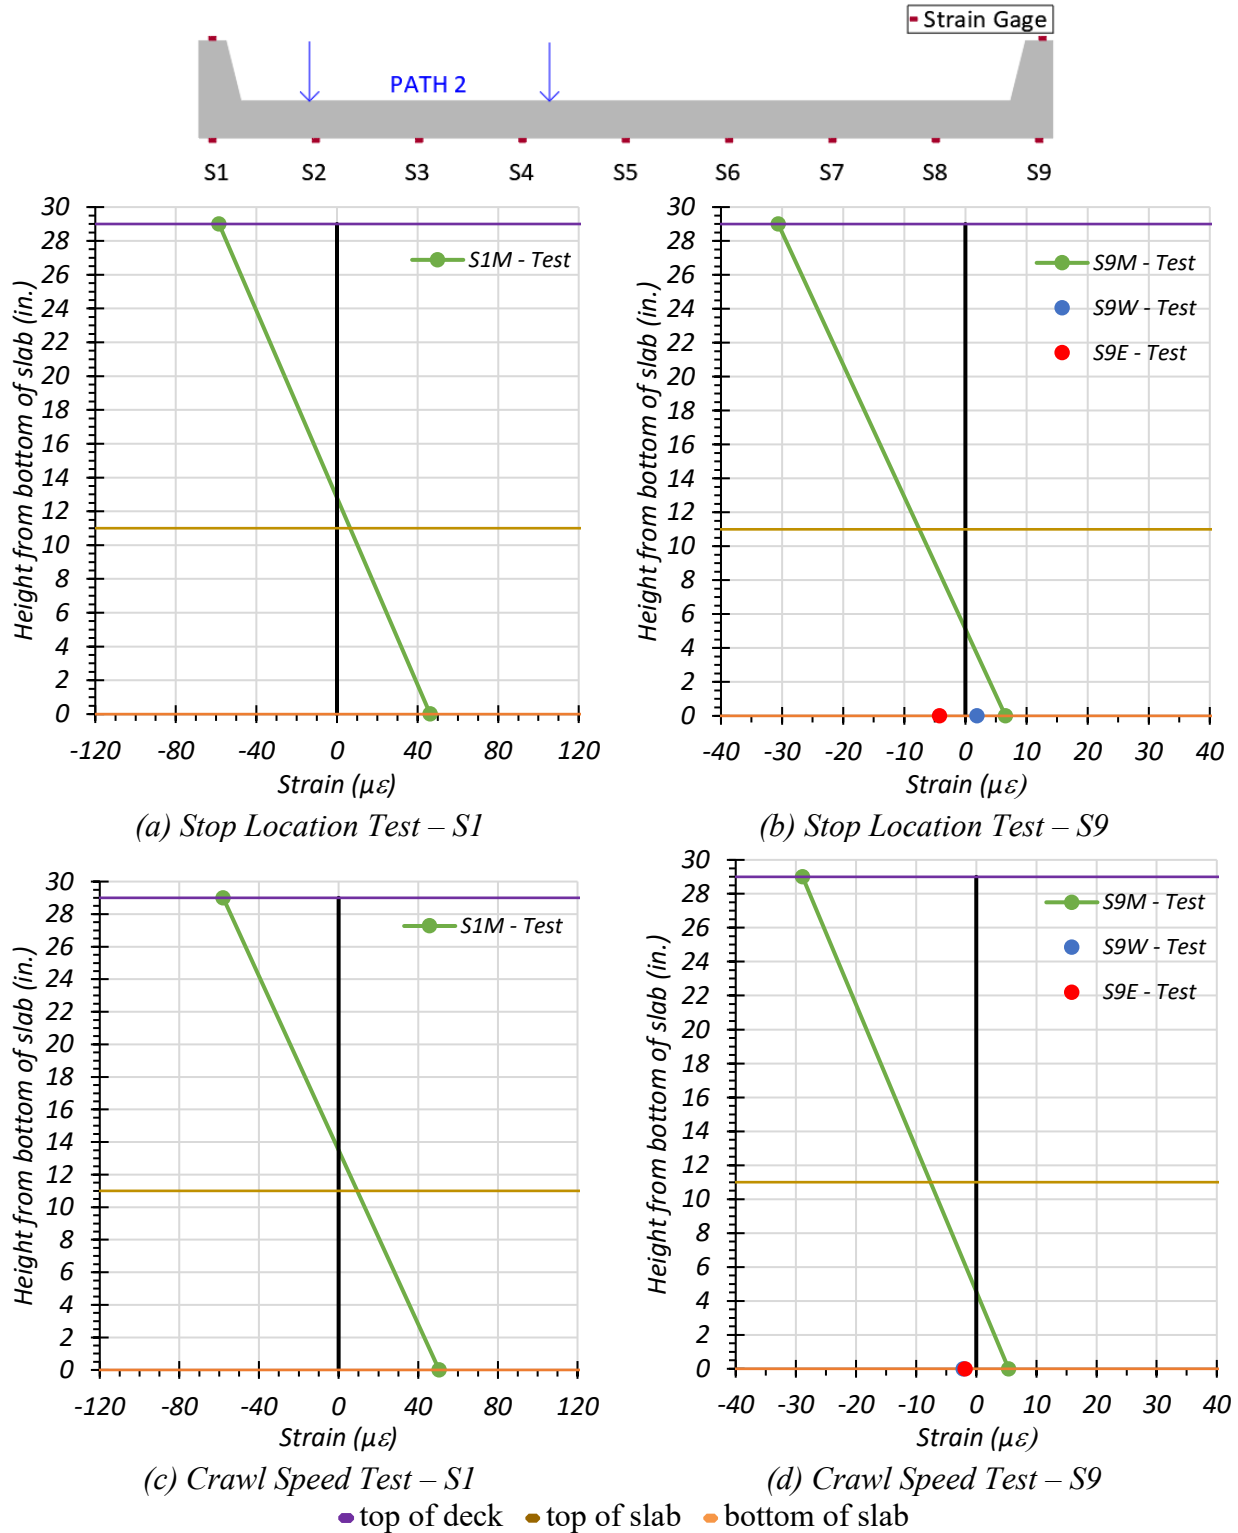 Strain Gage
PATH 2
S1 S2 S3 S4 S5 S6 S7 S8 S9
30
28
26
24
22
20
18
16
14
12
10
8
6
4
2
0
Height from bottom of slab (in.)
S1M - Test
-120 -80 -40 0 40 80 120
Strain (με)
(a) Stop Location Test – S1
30
28
26
24
22
20
18
16
14
12
10
8
6
4
2
0
Height from bottom of slab (in.)
S9M - Test
S9W - Test
S9E - Test
-40 -30 -20 -10 0 10 20 30 40
Strain (με)
(b) Stop Location Test – S9
30
28
26
24
22
20
18
16
14
12
10
8
6
4
2
0
Height from bottom of slab (in.)
S1M - Test
-120 -80 -40 0 40 80 120
Strain (με)
(c) Crawl Speed Test – S1
30
28
26
24
22
20
18
16
14
12
10
8
6
4
2
0
Height from bottom of slab (in.)
S9M - Test
S9W - Test
S9E - Test
-40 -30 -20 -10 0 10 20 30 40
Strain (με)
(d) Crawl Speed Test – S9
top of deck top of slab bottom of slab